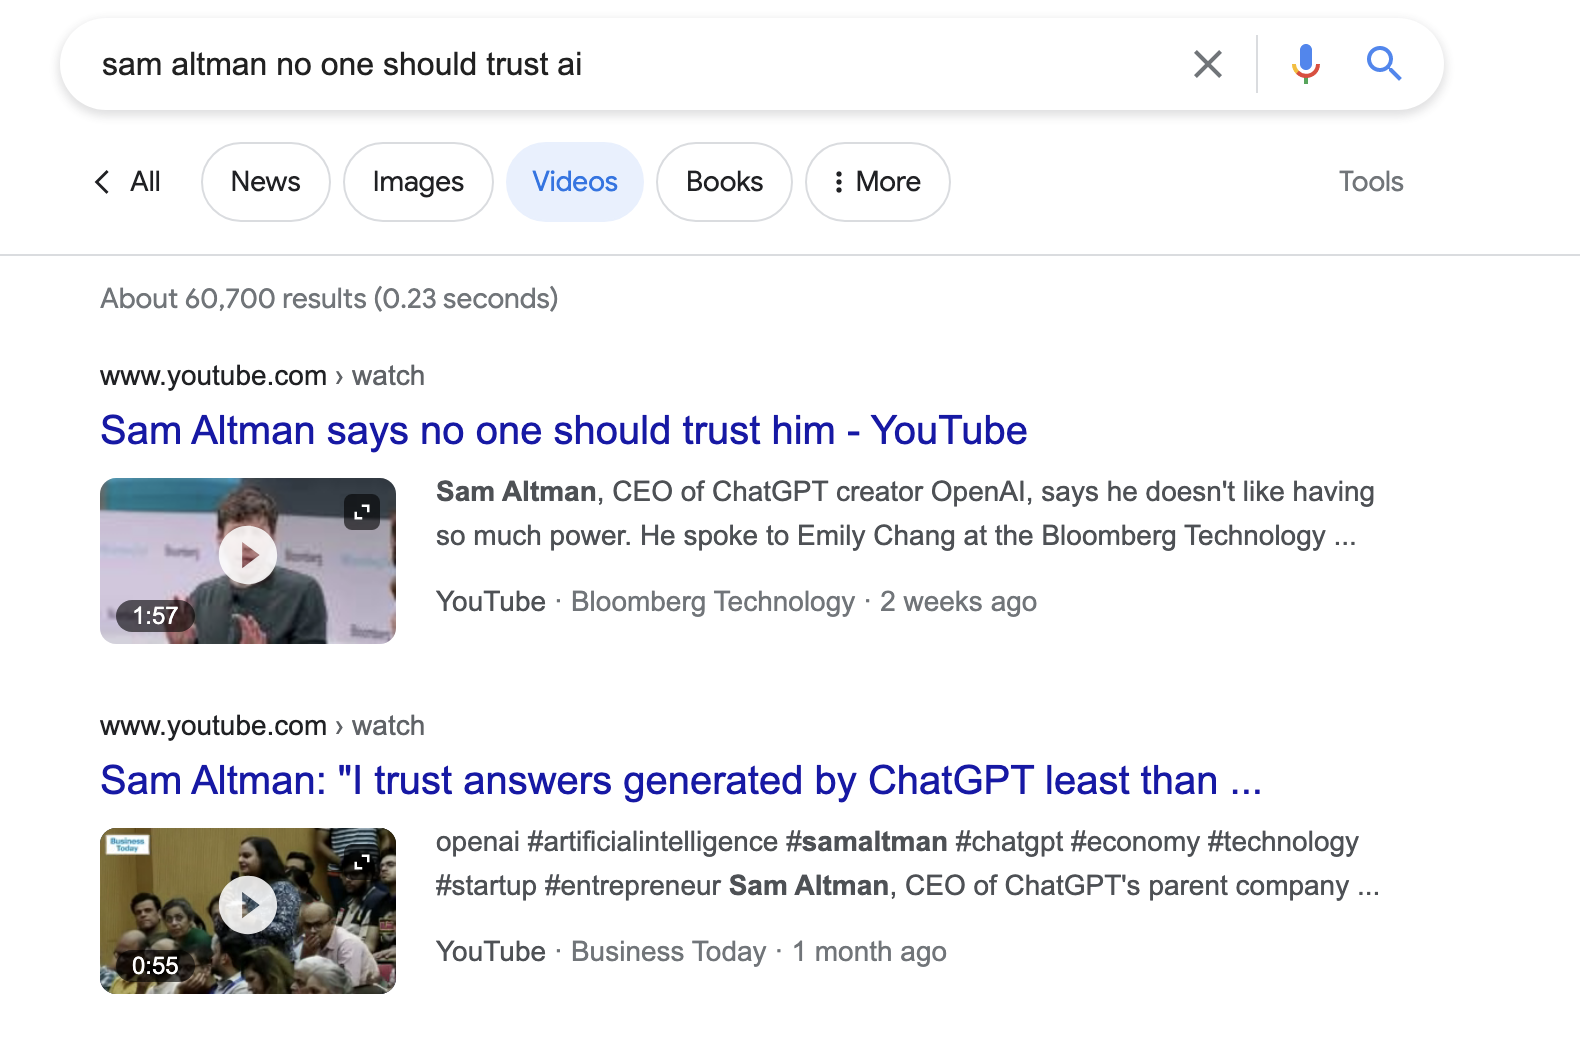 sam altman no one should trust ai
All News Images Videos Books More Tools
About 60,700 results (0.23 seconds)
www.youtube.com › watch
Sam Altman says no one should trust him - YouTube
Sam Altman, CEO of ChatGPT creator OpenAI, says he doesn't like having
so much power. He spoke to Emily Chang at the Bloomberg Technology ...
1:57
YouTube · Bloomberg Technology · 2 weeks ago
www.youtube.com › watch
Sam Altman: "I trust answers generated by ChatGPT least than ...
Business
Today
openai #artificialintelligence #samaltman #chatgpt #economy #technology
#startup #entrepreneur Sam Altman, CEO of ChatGPT's parent company ...
0:55
YouTube · Business Today · 1 month ago